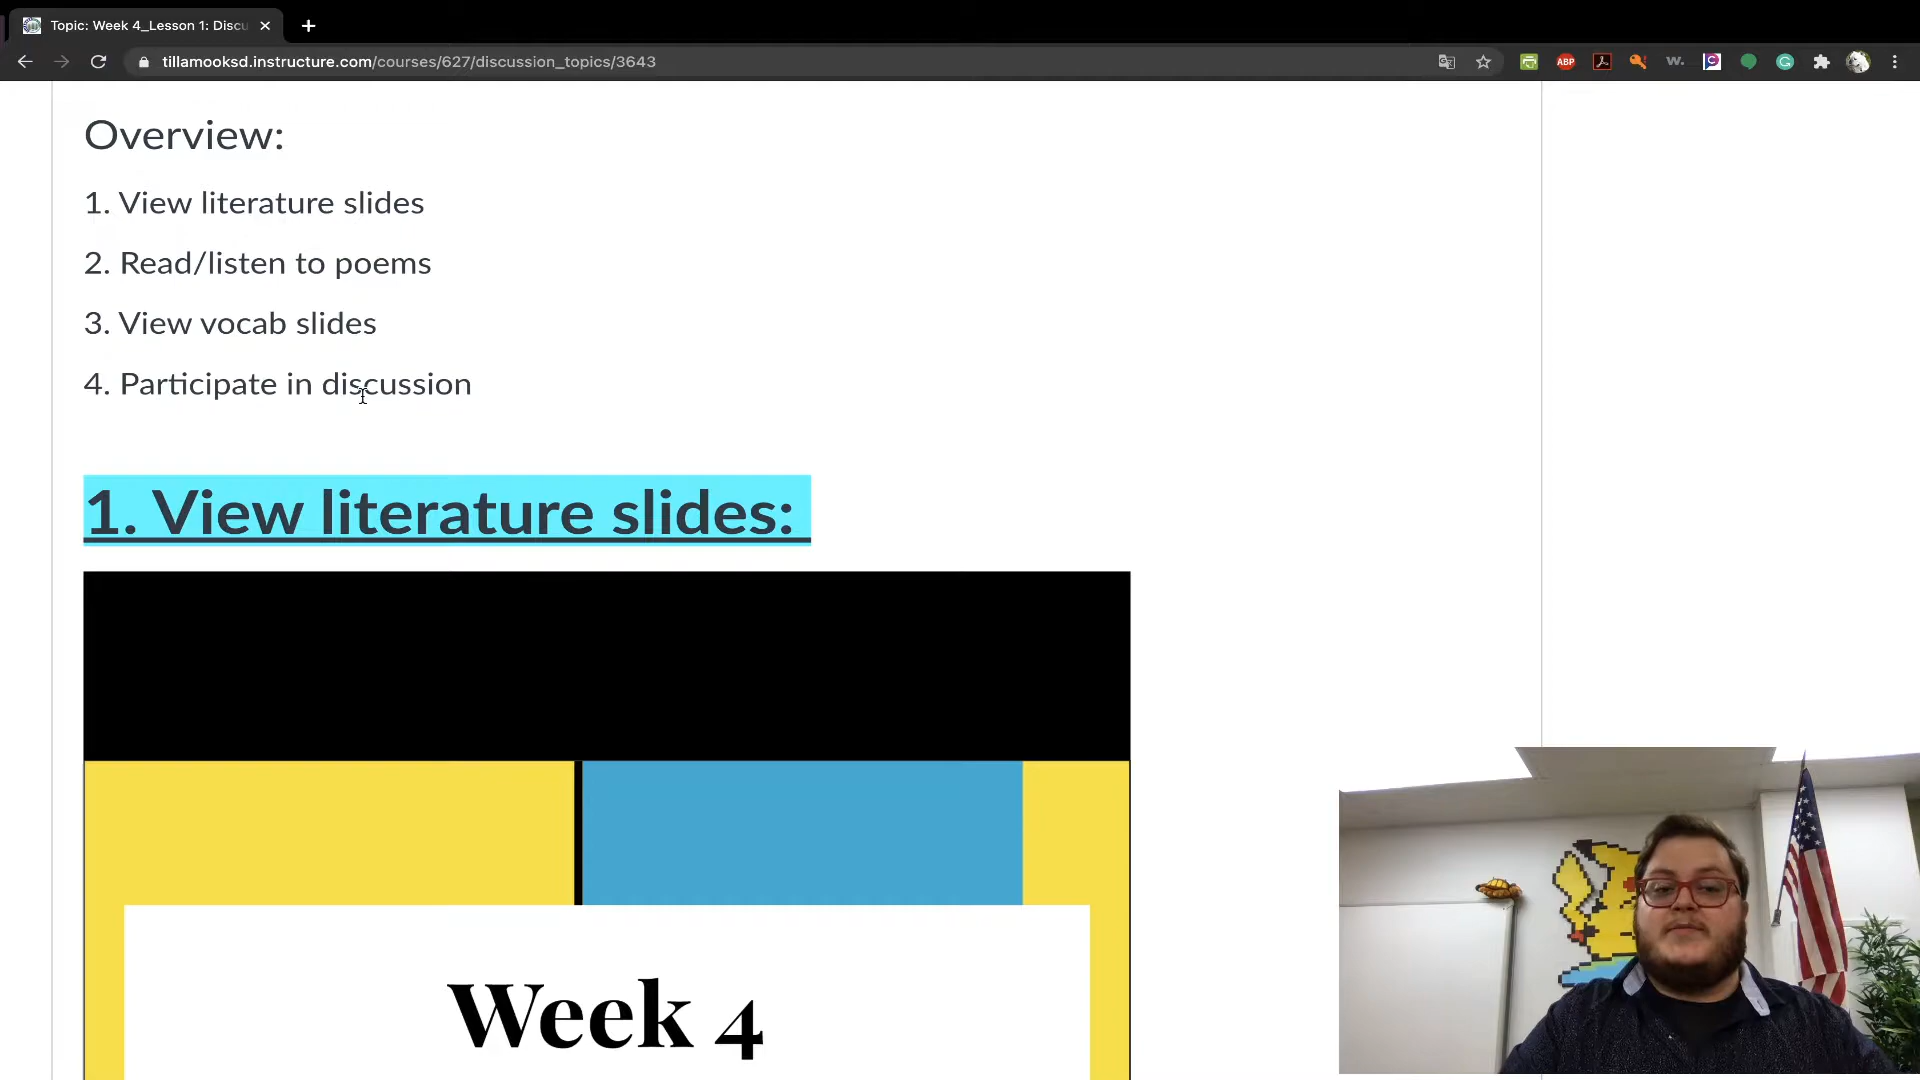 Topic: Week 4_Lesson 1: Discu
tillamooksd.instructure.com/courses/627/discussion_topics/3643
ABP
w.
Overview:
1. View literature slides
2. Read/listen to poems
3. View vocab slides
4. Participate in discussion
1. View literature slides:
Week 4